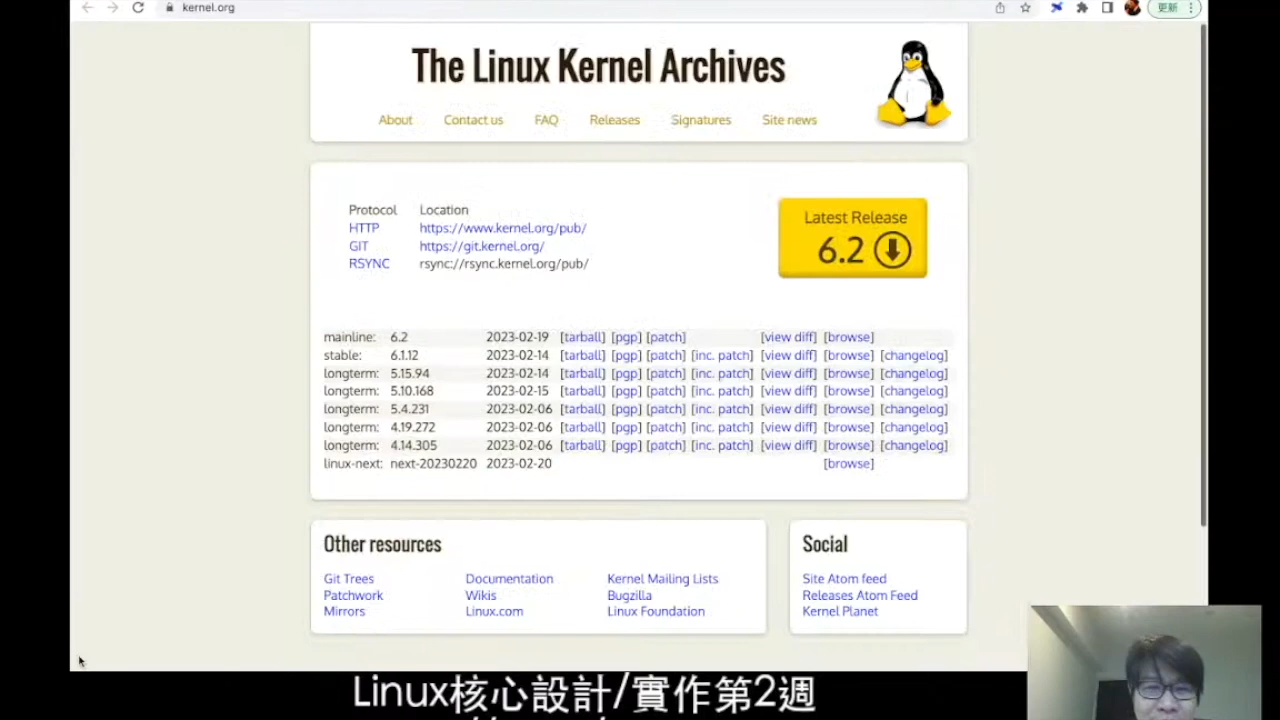 kernel.org
更新
The Linux Kernel Archives
About Contact us FAQ Releases Signatures Site news
Protocol Location
HTTP https://www.kernel.org/pub/
GIT https://git.kernel.org/
RSYNC rsync://rsync.kernel.org/pub/
Latest Release
6.2
mainline: 6.2 2023-02-19 [tarball] [pgp] [patch] [view diff] [browse]
stable: 6.1.12 2023-02-14 [tarball] [pgp] [patch] [inc. patch] [view diff] [browse] [changelog]
longterm: 5.15.94 2023-02-14 [tarball] [pgp] [patch] [inc. patch] [view diff] [browse] [changelog]
longterm: 5.10.168 2023-02-15 [tarball] [pgp] [patch] [inc. patch] [view diff] [browse] [changelog]
longterm: 5.4.231 2023-02-06 [tarball] [pgp] [patch] [inc. patch] [view diff] [browse] [changelog]
longterm: 4.19.272 2023-02-06 [tarball] [pgp] [patch] [inc. patch] [view diff] [browse] [changelog]
longterm: 4.14.305 2023-02-06 [tarball] [pgp] [patch] [inc. patch] [view diff] [browse] [changelog]
linux-next: next-20230220 2023-02-20 [browse]
Other resources
Git Trees Documentation Kernel Mailing Lists
Patchwork Wikis Bugzilla
Mirrors Linux.com Linux Foundation
Social
Site Atom feed
Releases Atom Feed
Kernel Planet
Linux核心設計/實作第2週